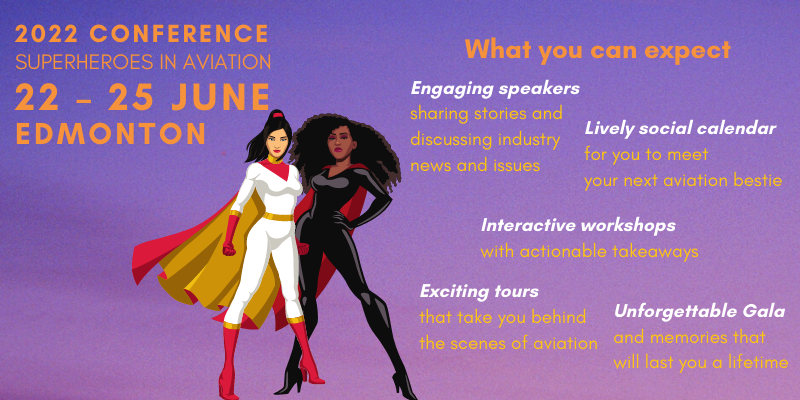 2022 CONFERENCE
SUPERHEROES IN AVIATION
22 – 25 JUNE
EDMONTON
What you can expect
Engaging speakers
sharing stories and
discussing industry
news and issues
Lively social calendar
for you to meet
your next aviation bestie
Interactive workshops
with actionable takeaways
Exciting tours
that take you behind
the scenes of aviation
Unforgettable Gala
and memories that
will last you a lifetime